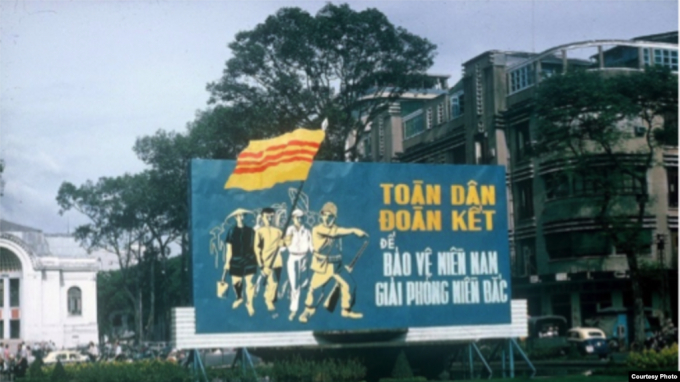 TOÀN DÂN
ĐOÀN KẾT
ĐỂ
BẢO VỆ MIỀN NAM
GIẢI PHÓNG MIỀN BẮC
Courtesy Photo